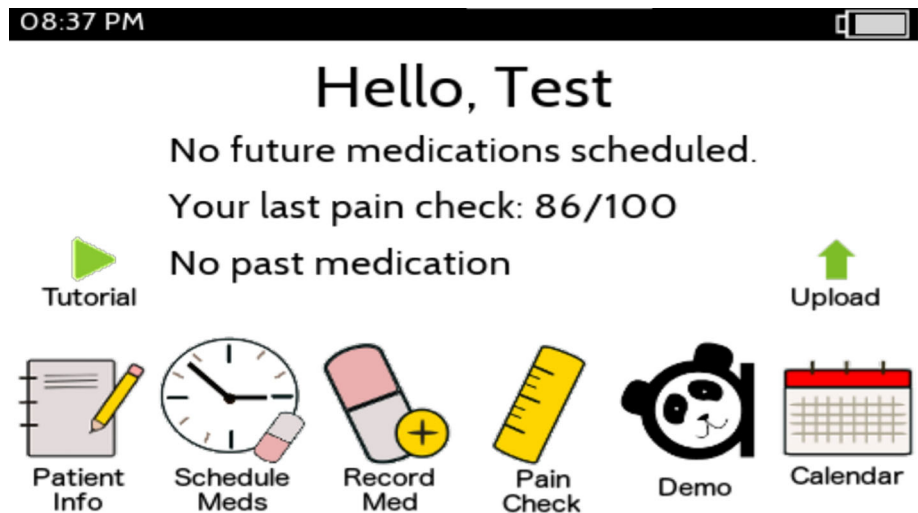 08:37 PM
Hello, Test
No future medications scheduled.
Your last pain check: 86/100
No past medication
Tutorial
Upload
Patient
Info
Schedule
Meds
Record
Med
Pain
Check
Demo
Calendar